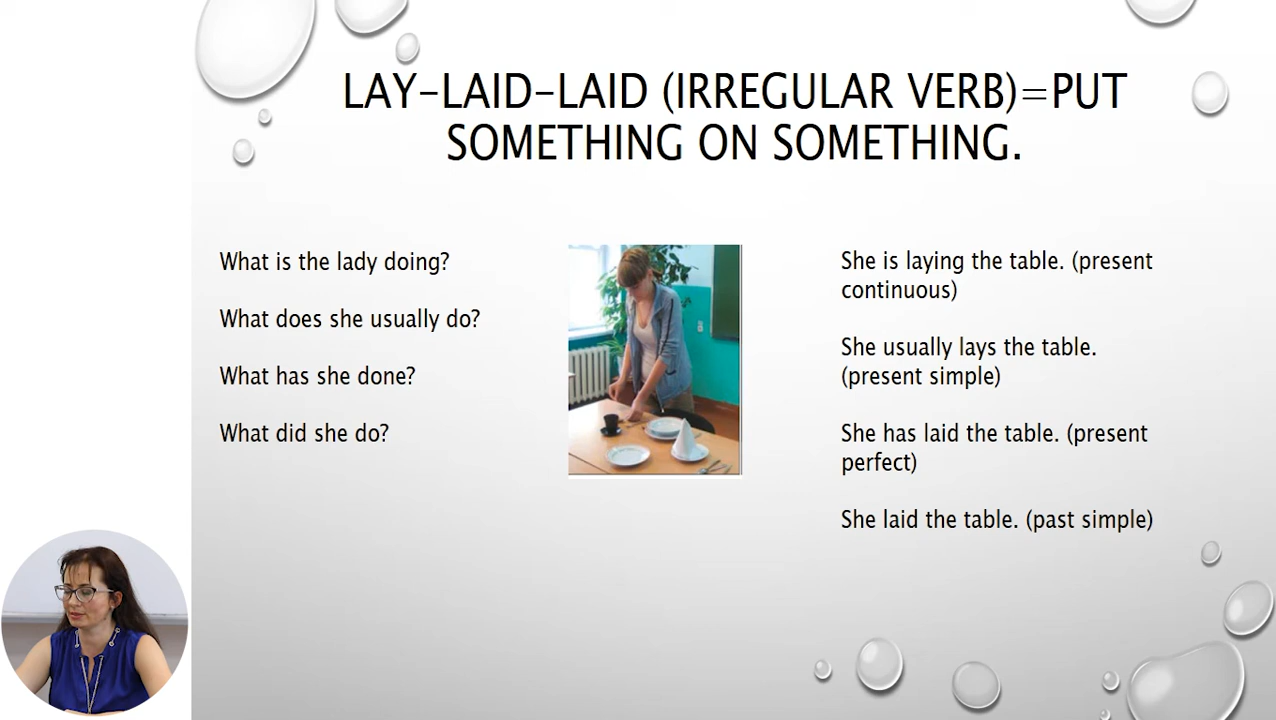 LAY-LAID-LAID (IRREGULAR VERB)=PUT
SOMETHING ON SOMETHING.
What is the lady doing?
What does she usually do?
What has she done?
What did she do?
She is laying the table. (present
continuous)
She usually lays the table.
(present simple)
She has laid the table. (present
perfect)
She laid the table. (past simple)